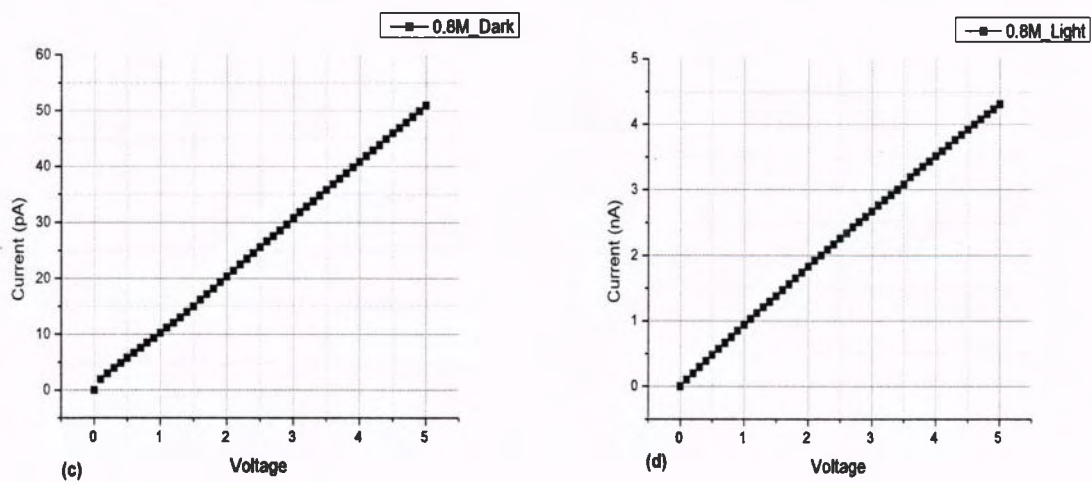 0.8M_Dark
60
50
40
30
20
10
0
Current (pA)
0 1 2 3 4 5
Voltage
(c)
0.8M_Light
5
4
3
2
1
0
Current (nA)
0 1 2 3 4 5
Voltage
(d)